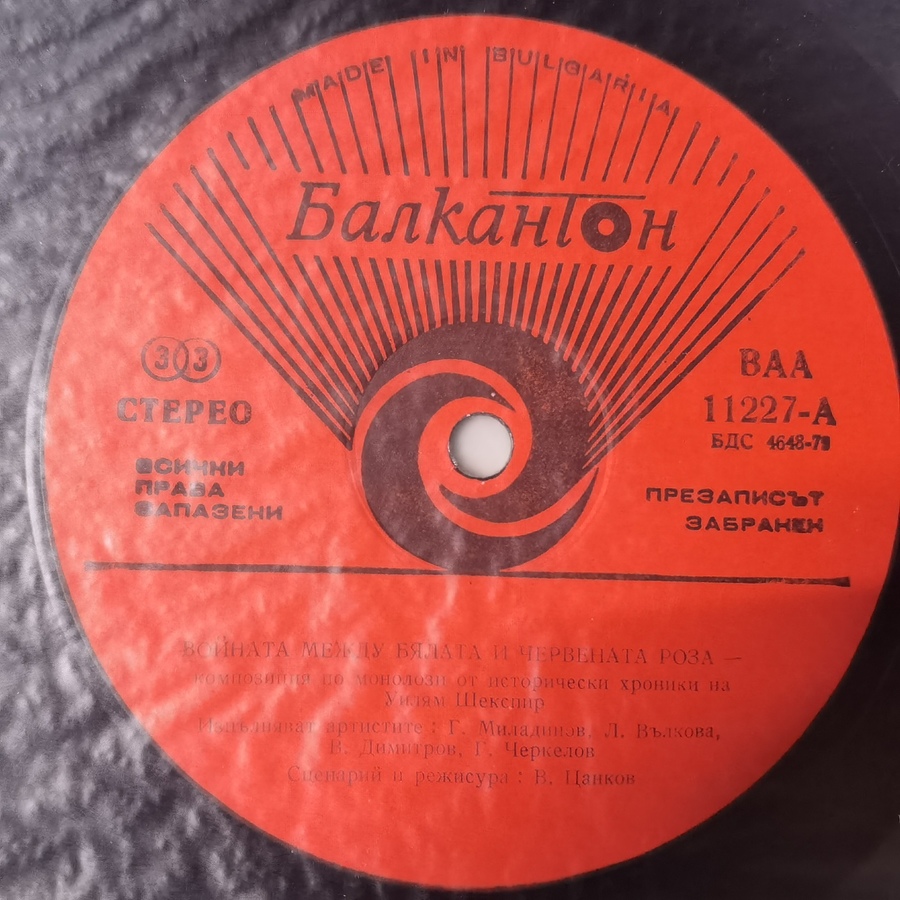 MADE IN BULGARIA
Балкантон
33
СТЕРЕО
ВСИЧКИ
ПРАВА
ЗАПАЗЕНИ
ВАА
11227-А
БДС 4648-79
ПРЕЗАПИСЪТ
ЗАБРАНЕН
ВОЙНАТА МЕЖДУ БЯЛАТА И ЧЕРВЕНАТА РОЗА —
композиция по монолози от исторически хроники на
Уилям Шекспир
Изпълняват артистите : Г. Миладинов, Л. Вълкова,
В. Димитров, Г. Черкелов
Сценарий и режисура : В. Цанков